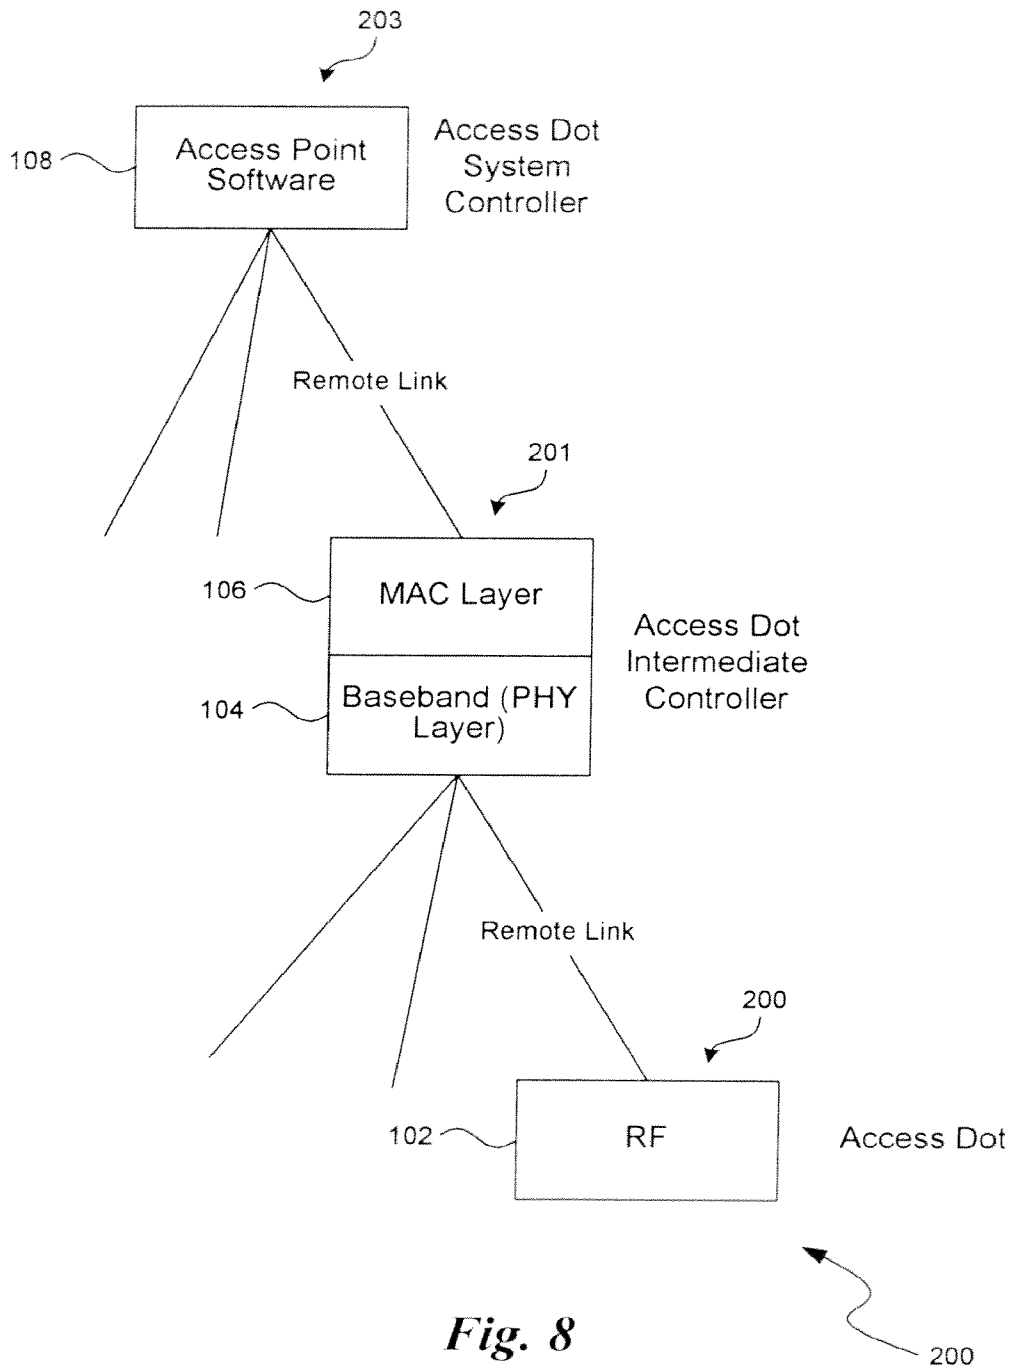 203
108
Access Point
Software
Access Dot
System
Controller
Remote Link
201
106
MAC Layer
104
Baseband (PHY
Layer)
Access Dot
Intermediate
Controller
Remote Link
200
102
RF
Access Dot
Fig. 8
200